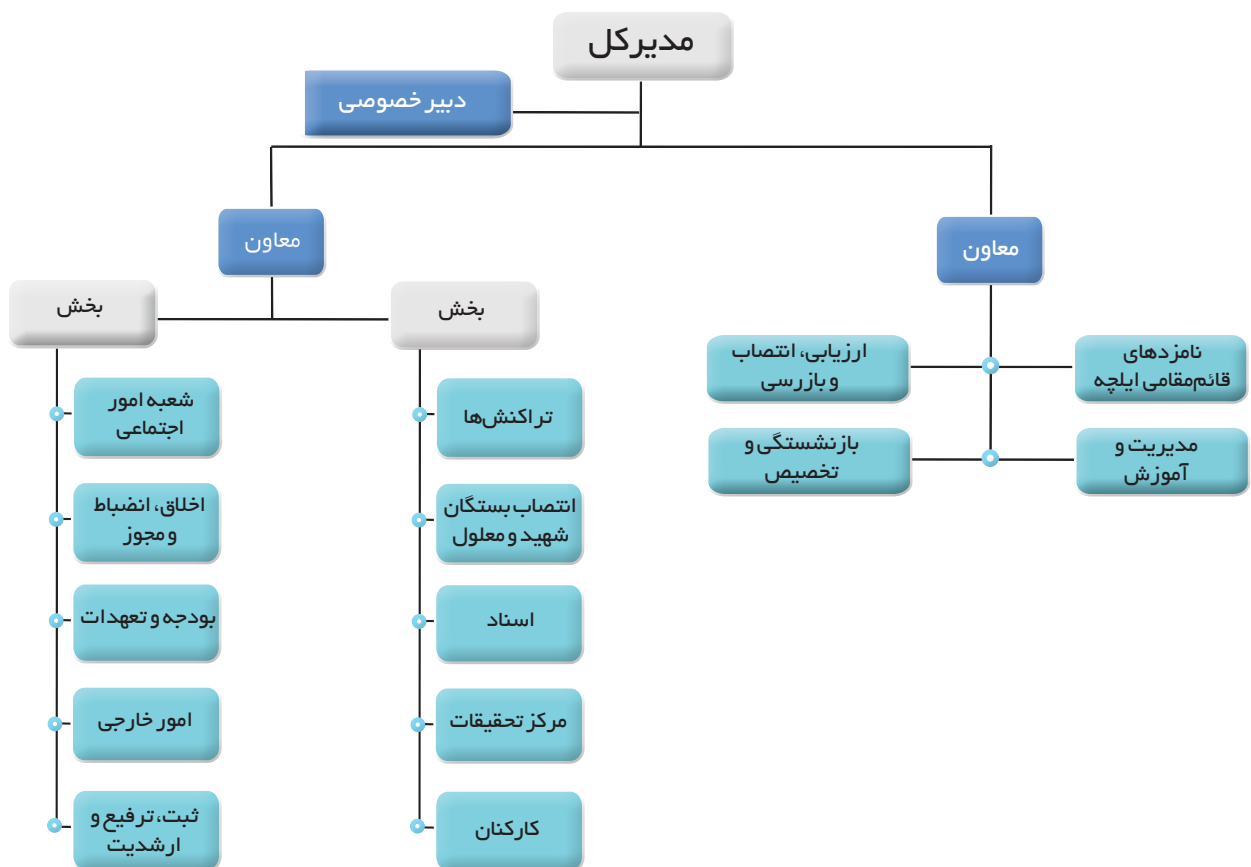 مدیرکل
دبیر خصوصی
معاون
نامزدهای
قائم‌مقامی ایلچه
ارزیابی، انتصاب
و بازرسی
مدیریت و
آموزش
بازنشستگی و
تخصیص
معاون
بخش
تراکنش‌ها
انتصاب بستگان
شهید و معلول
اسناد
مرکز تحقیقات
کارکنان
بخش
شعبه امور
اجتماعی
اخلاق، انضباط
و مجوز
بودجه و تعهدات
امور خارجی
ثبت، ترفیع و
ارشدیت